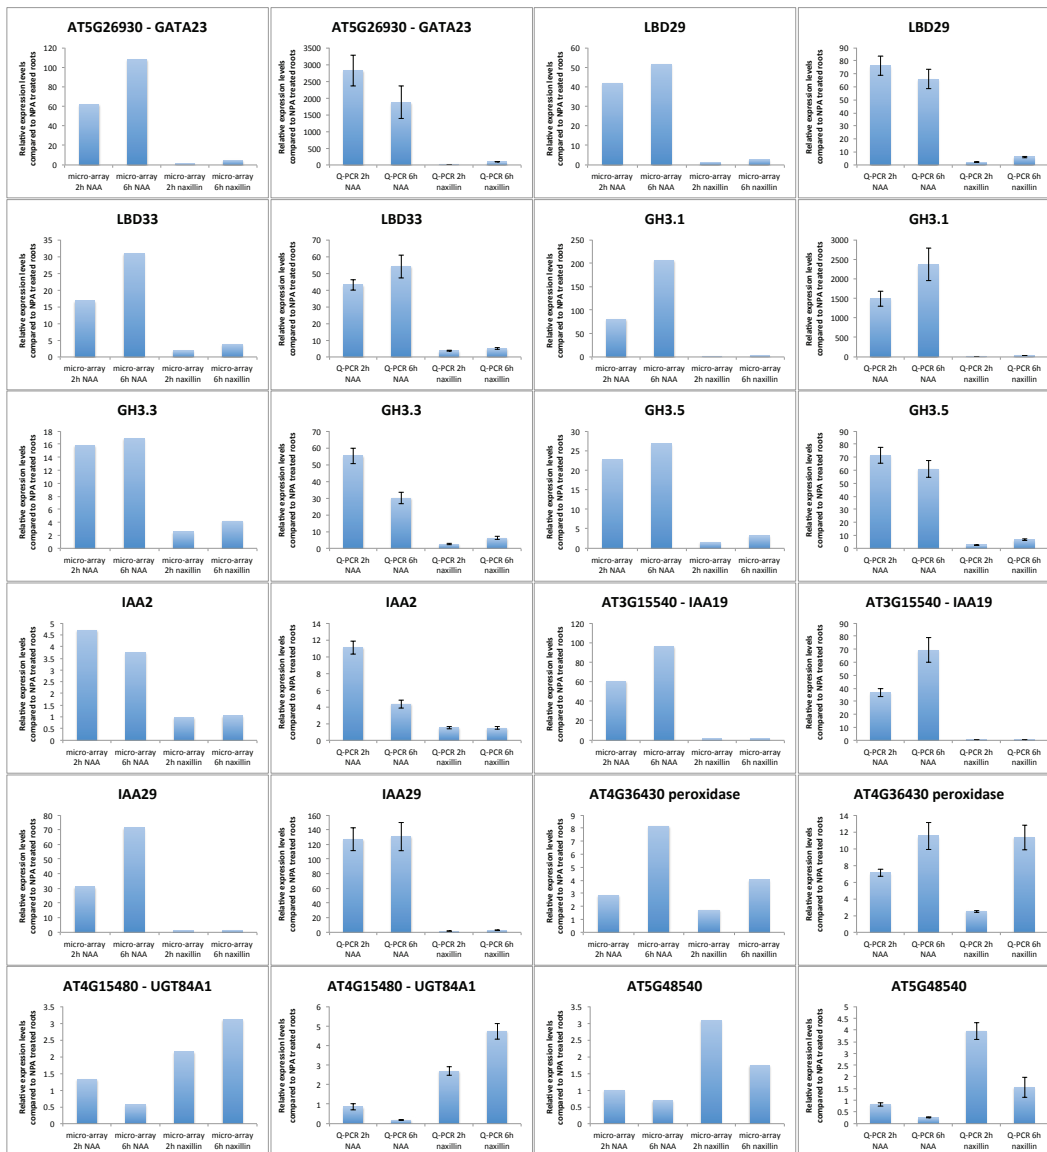 AT5G26930 - GATA23
Relative expression levels
compared to NPA treated roots
120
100
80
60
40
20
0
micro-array 2h NAA
micro-array 6h NAA
micro-array 2h naxillin
micro-array 6h naxillin
AT5G26930 - GATA23
Relative expression levels
compared to NPA treated roots
3500
3000
2500
2000
1500
1000
500
0
Q-PCR 2h NAA
Q-PCR 6h NAA
Q-PCR 2h naxillin
Q-PCR 6h naxillin
LBD29
Relative expression levels
compared to NPA treated roots
60
50
40
30
20
10
0
micro-array 2h NAA
micro-array 6h NAA
micro-array 2h naxillin
micro-array 6h naxillin
LBD29
Relative expression levels
compared to NPA treated roots
90
80
70
60
50
40
30
20
10
0
Q-PCR 2h NAA
Q-PCR 6h NAA
Q-PCR 2h naxillin
Q-PCR 6h naxillin
LBD33
Relative expression levels
compared to NPA treated roots
35
30
25
20
15
10
5
0
micro-array 2h NAA
micro-array 6h NAA
micro-array 2h naxillin
micro-array 6h naxillin
LBD33
Relative expression levels
compared to NPA treated roots
70
60
50
40
30
20
10
0
Q-PCR 2h NAA
Q-PCR 6h NAA
Q-PCR 2h naxillin
Q-PCR 6h naxillin
GH3.1
Relative expression levels
compared to NPA treated roots
250
200
150
100
50
0
micro-array 2h NAA
micro-array 6h NAA
micro-array 2h naxillin
micro-array 6h naxillin
GH3.1
Relative expression levels
compared to NPA treated roots
3000
2500
2000
1500
1000
500
0
Q-PCR 2h NAA
Q-PCR 6h NAA
Q-PCR 2h naxillin
Q-PCR 6h naxillin
GH3.3
Relative expression levels
compared to NPA treated roots
18
16
14
12
10
8
6
4
2
0
micro-array 2h NAA
micro-array 6h NAA
micro-array 2h naxillin
micro-array 6h naxillin
GH3.3
Relative expression levels
compared to NPA treated roots
70
60
50
40
30
20
10
0
Q-PCR 2h NAA
Q-PCR 6h NAA
Q-PCR 2h naxillin
Q-PCR 6h naxillin
GH3.5
Relative expression levels
compared to NPA treated roots
30
25
20
15
10
5
0
micro-array 2h NAA
micro-array 6h NAA
micro-array 2h naxillin
micro-array 6h naxillin
GH3.5
Relative expression levels
compared to NPA treated roots
90
80
70
60
50
40
30
20
10
0
Q-PCR 2h NAA
Q-PCR 6h NAA
Q-PCR 2h naxillin
Q-PCR 6h naxillin
IAA2
Relative expression levels
compared to NPA treated roots
5
4.5
4
3.5
3
2.5
2
1.5
1
0.5
0
micro-array 2h NAA
micro-array 6h NAA
micro-array 2h naxillin
micro-array 6h naxillin
IAA2
Relative expression levels
compared to NPA treated roots
14
12
10
8
6
4
2
0
Q-PCR 2h NAA
Q-PCR 6h NAA
Q-PCR 2h naxillin
Q-PCR 6h naxillin
AT3G15540 - IAA19
Relative expression levels
compared to NPA treated roots
120
100
80
60
40
20
0
micro-array 2h NAA
micro-array 6h NAA
micro-array 2h naxillin
micro-array 6h naxillin
AT3G15540 - IAA19
Relative expression levels
compared to NPA treated roots
90
80
70
60
50
40
30
20
10
0
Q-PCR 2h NAA
Q-PCR 6h NAA
Q-PCR 2h naxillin
Q-PCR 6h naxillin
IAA29
Relative expression levels
compared to NPA treated roots
80
70
60
50
40
30
20
10
0
micro-array 2h NAA
micro-array 6h NAA
micro-array 2h naxillin
micro-array 6h naxillin
IAA29
Relative expression levels
compared to NPA treated roots
160
140
120
100
80
60
40
20
0
Q-PCR 2h NAA
Q-PCR 6h NAA
Q-PCR 2h naxillin
Q-PCR 6h naxillin
AT4G36430 peroxidase
Relative expression levels
compared to NPA treated roots
9
8
7
6
5
4
3
2
1
0
micro-array 2h NAA
micro-array 6h NAA
micro-array 2h naxillin
micro-array 6h naxillin
AT4G36430 peroxidase
Relative expression levels
compared to NPA treated roots
14
12
10
8
6
4
2
0
Q-PCR 2h NAA
Q-PCR 6h NAA
Q-PCR 2h naxillin
Q-PCR 6h naxillin
AT4G15480 - UGT84A1
Relative expression levels
compared to NPA treated roots
3.5
3
2.5
2
1.5
1
0.5
0
micro-array 2h NAA
micro-array 6h NAA
micro-array 2h naxillin
micro-array 6h naxillin
AT4G15480 - UGT84A1
Relative expression levels
compared to NPA treated roots
6
5
4
3
2
1
0
Q-PCR 2h NAA
Q-PCR 6h NAA
Q-PCR 2h naxillin
Q-PCR 6h naxillin
AT5G48540
Relative expression levels
compared to NPA treated roots
3.5
3
2.5
2
1.5
1
0.5
0
micro-array 2h NAA
micro-array 6h NAA
micro-array 2h naxillin
micro-array 6h naxillin
AT5G48540
Relative expression levels
compared to NPA treated roots
5
4.5
4
3.5
3
2.5
2
1.5
1
0.5
0
Q-PCR 2h NAA
Q-PCR 6h NAA
Q-PCR 2h naxillin
Q-PCR 6h naxillin